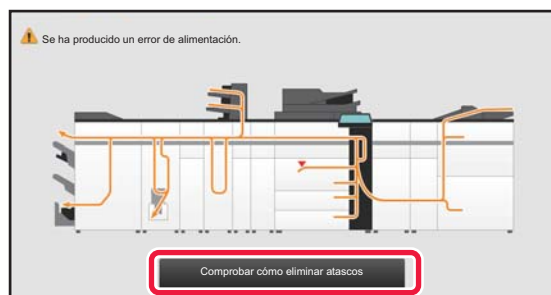 Se ha producido un error de alimentación.
Comprobar cómo eliminar atascos